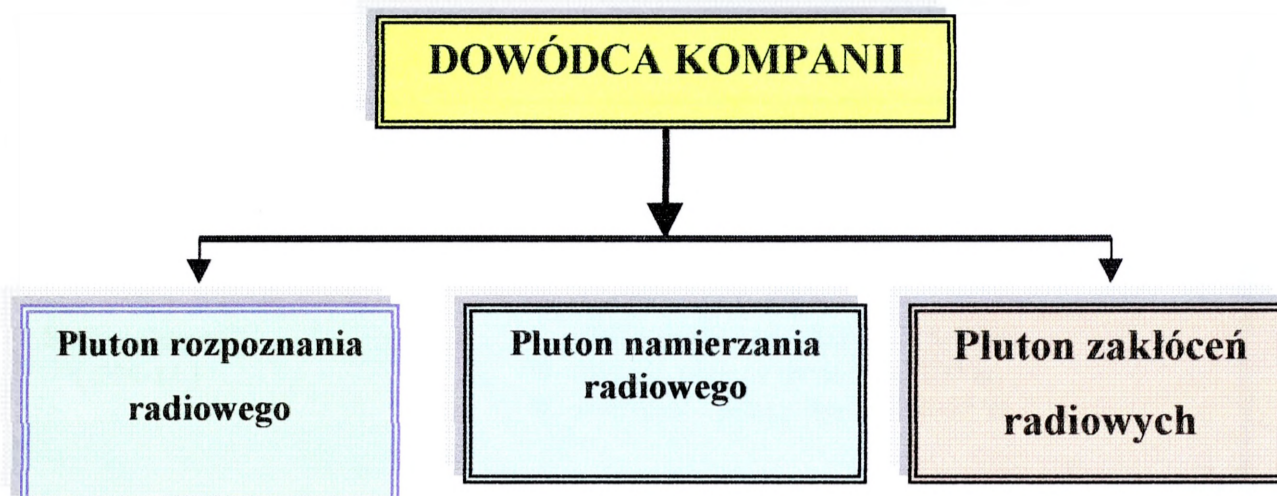 DOWÓDCA KOMPANII
Pluton rozpoznania
radiowego
Pluton namierzania
radiowego
Pluton zakłóceń
radiowych